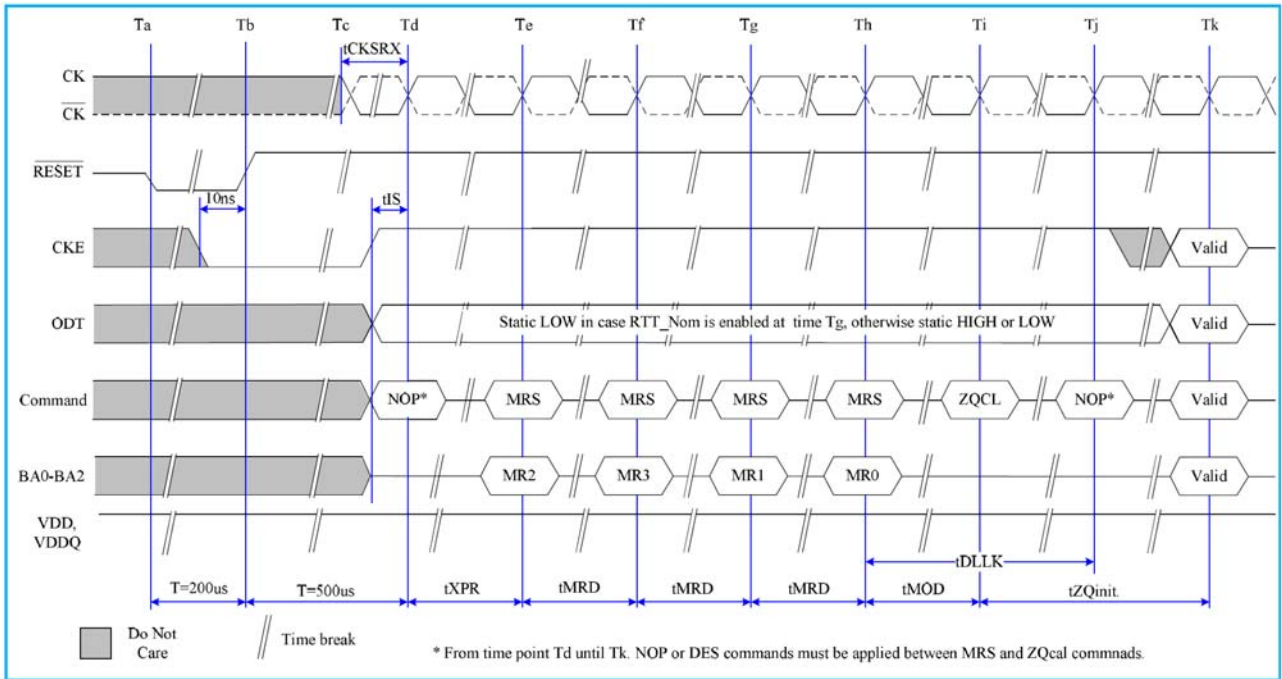 Ta Tb Tc Td Te Tf Tg Th Ti Tj Tk
tCKSRX
CK
CK
RESET
10ns
tIS
CKE
Valid
ODT
Static LOW in case RTT_Nom is enabled at time Tg, otherwise static HIGH or LOW
Valid
Command
NOP*
MRS
MRS
MRS
MRS
ZQCL
NOP*
Valid
BA0-BA2
MR2
MR3
MR1
MR0
Valid
VDD,
VDDQ
tDLLK
T=200us
T=500us
tXPR
tMRD
tMRD
tMRD
tMOD
tZQinit.
Do Not
Care
Time break
* From time point Td until Tk. NOP or DES commands must be applied between MRS and ZQcal commnads.